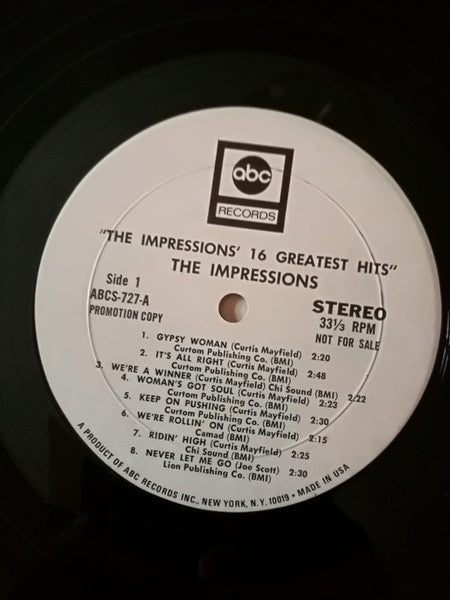 abc
RECORDS
"THE IMPRESSIONS' 16 GREATEST HITS"
THE IMPRESSIONS
Side 1
ABCS-727-A
PROMOTION COPY
STEREO
33⅓ RPM
NOT FOR SALE
1. GYPSY WOMAN (Curtis Mayfield) 2:20
Curtom Publishing Co. (BMI)
2. IT'S ALL RIGHT (Curtis Mayfield) 2:48
Curtom Publishing Co. (BMI)
3. WE'RE A WINNER (Curtis Mayfield) Chi Sound (BMI) 2:22
4. WOMAN'S GOT SOUL (Curtis Mayfield) 2:23
Curtom Publishing Co. (BMI)
5. KEEP ON PUSHING (Curtis Mayfield) 2:30
Curtom Publishing Co. (BMI)
6. WE'RE ROLLIN' ON (Curtis Mayfield) 2:15
Camad (BMI)
7. RIDIN' HIGH (Curtis Mayfield) 2:25
Chi Sound (BMI)
8. NEVER LET ME GO (Joe Scott) 2:30
Lion Publishing Co. (BMI)
A PRODUCT OF ABC RECORDS INC., NEW YORK, N.Y. 10019 • MADE IN USA